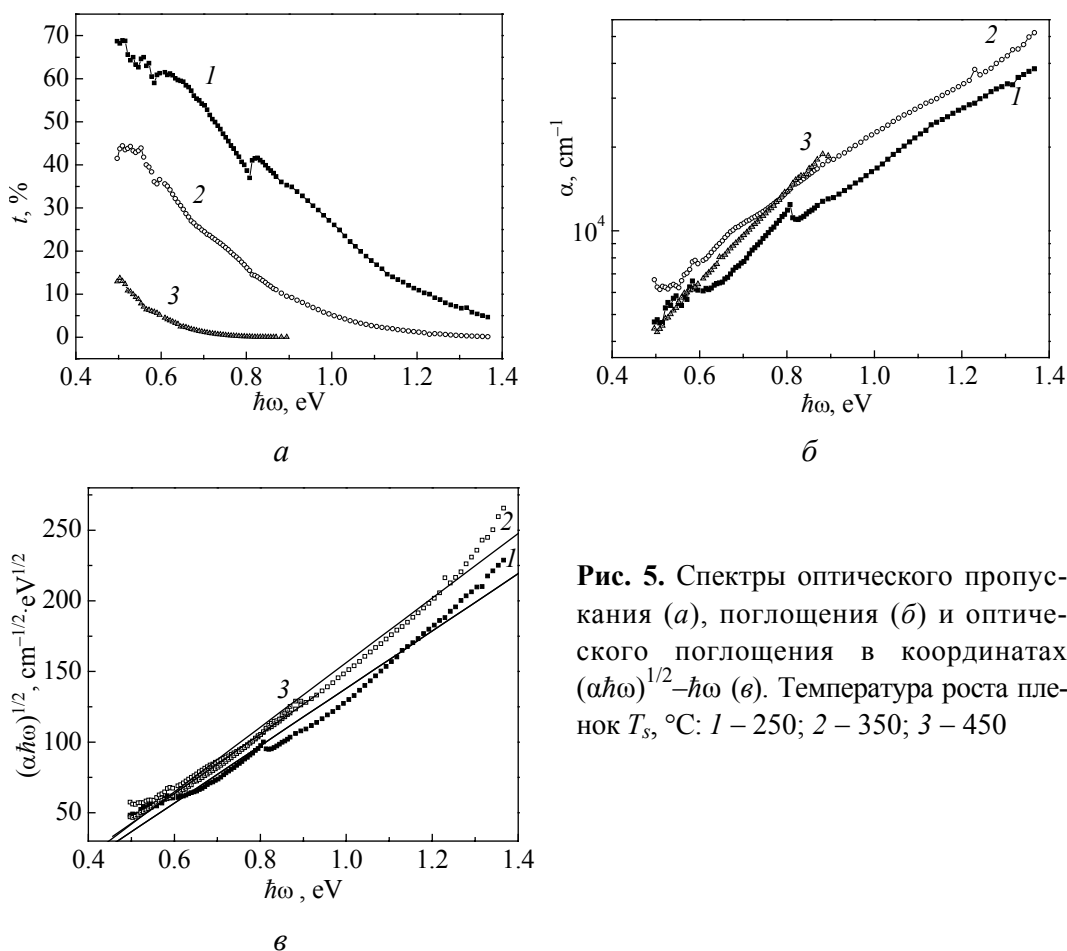 70
60
50
40
30
20
10
0
t, %
1
2
3
0.4 0.6 0.8 1.0 1.2 1.4
ℏω, eV
а
α, cm⁻¹
10⁴
2
3
1
0.4 0.6 0.8 1.0 1.2 1.4
ℏω, eV
б
250
200
150
100
50
(αℏω)^{1/2}, cm^{−1/2}·eV^{1/2}
2
1
3
0.4 0.6 0.8 1.0 1.2 1.4
ℏω , eV
в
Рис. 5. Спектры оптического пропус-
кания (а), поглощения (б) и оптиче-
ского поглощения в координатах
(αℏω)^{1/2}–ℏω (в). Температура роста пле-
нок Tₛ, °C: 1 – 250; 2 – 350; 3 – 450